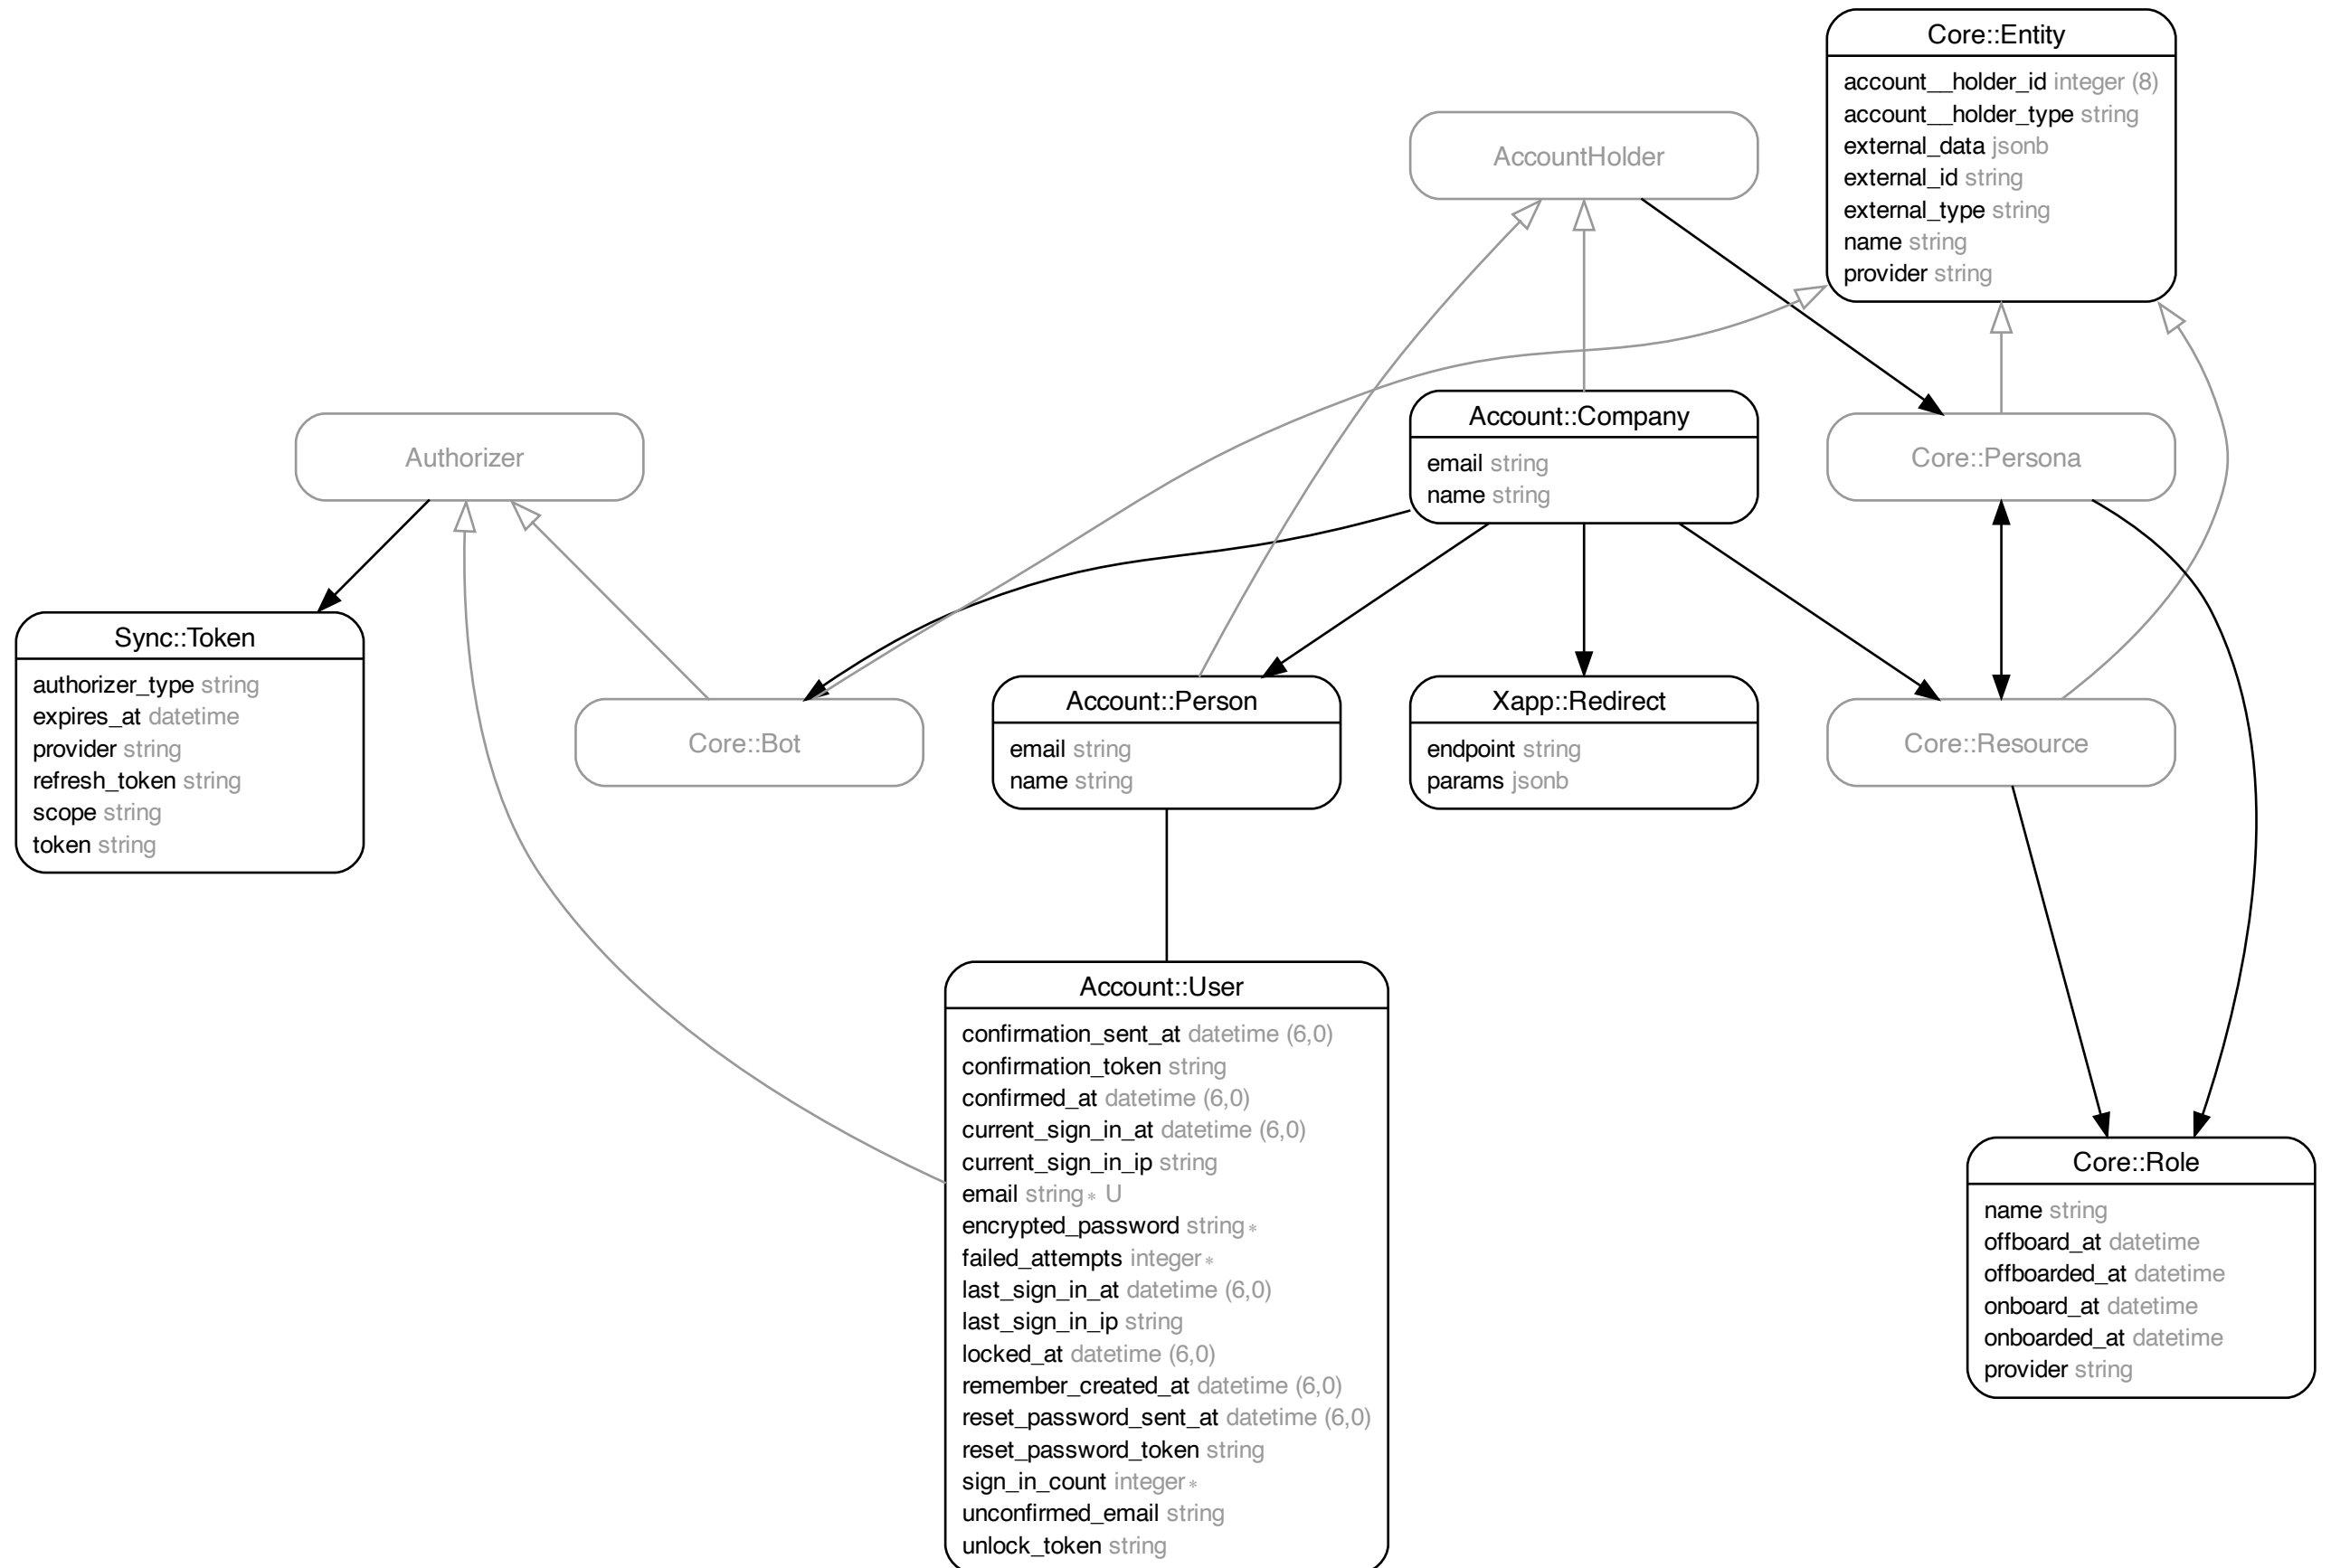 Core::Entity
account__holder_id integer (8)
account__holder_type string
external_data jsonb
external_id string
external_type string
name string
provider string
AccountHolder
Account::Company
email string
name string
Authorizer
Core::Persona
Sync::Token
authorizer_type string
expires_at datetime
provider string
refresh_token string
scope string
token string
Core::Bot
Account::Person
email string
name string
Xapp::Redirect
endpoint string
params jsonb
Core::Resource
Account::User
confirmation_sent_at datetime (6,0)
confirmation_token string
confirmed_at datetime (6,0)
current_sign_in_at datetime (6,0)
current_sign_in_ip string
email string∗ U
encrypted_password string∗
failed_attempts integer∗
last_sign_in_at datetime (6,0)
last_sign_in_ip string
locked_at datetime (6,0)
remember_created_at datetime (6,0)
reset_password_sent_at datetime (6,0)
reset_password_token string
sign_in_count integer∗
unconfirmed_email string
unlock_token string
Core::Role
name string
offboard_at datetime
offboarded_at datetime
onboard_at datetime
onboarded_at datetime
provider string